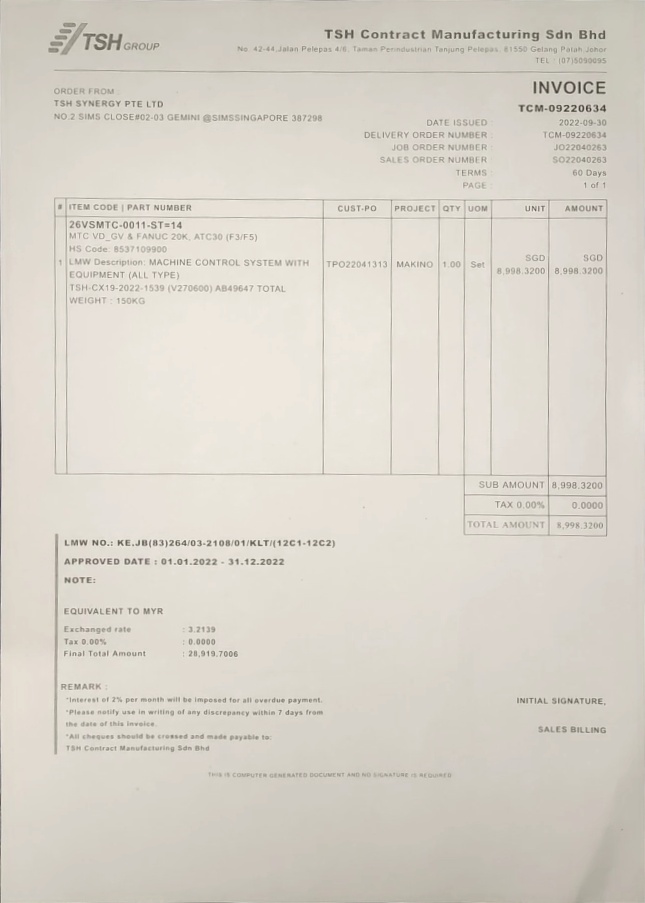 TSH GROUP
TSH Contract Manufacturing Sdn Bhd
No. 42-44,Jalan Pelepas 4/6, Taman Perindustrian Tanjung Pelepas, 81550 Gelang Patah Johor
TEL : (07)5099095
ORDER FROM :
TSH SYNERGY PTE LTD
NO.2 SIMS CLOSE#02-03 GEMINI @SIMSSINGAPORE 387298
INVOICE
TCM-09220634
DATE ISSUED : 2022-09-30
DELIVERY ORDER NUMBER : TCM-09220634
JOB ORDER NUMBER : JO22040263
SALES ORDER NUMBER : SO22040263
TERMS : 60 Days
PAGE : 1 of 1
# ITEM CODE | PART NUMBER CUST-PO PROJECT QTY UOM UNIT AMOUNT
26VSMTC-0011-ST=14
MTC VD_GV & FANUC 20K, ATC30 (F3/F5)
HS Code: 8537109900
1 LMW Description: MACHINE CONTROL SYSTEM WITH TPO22041313 MAKINO 1.00 Set SGD 8,998.3200 SGD 8,998.3200
EQUIPMENT (ALL TYPE)
TSH-CX19-2022-1539 (V270600) AB49647 TOTAL
WEIGHT : 150KG
SUB AMOUNT 8,998.3200
TAX 0.00% 0.0000
TOTAL AMOUNT 8,998.3200
LMW NO.: KE.JB(83)264/03-2108/01/KLT/(12C1-12C2)
APPROVED DATE : 01.01.2022 - 31.12.2022
NOTE:
EQUIVALENT TO MYR
Exchanged rate : 3.2139
Tax 0.00% : 0.0000
Final Total Amount : 28,919.7006
REMARK :
*Interest of 2% per month will be imposed for all overdue payment.
*Please notify use in writing of any discrepancy within 7 days from
the date of this invoice.
*All cheques should be crossed and made payable to:
TSH Contract Manufacturing Sdn Bhd
INITIAL SIGNATURE,
SALES BILLING
THIS IS COMPUTER GENERATED DOCUMENT AND NO SIGNATURE IS REQUIRED